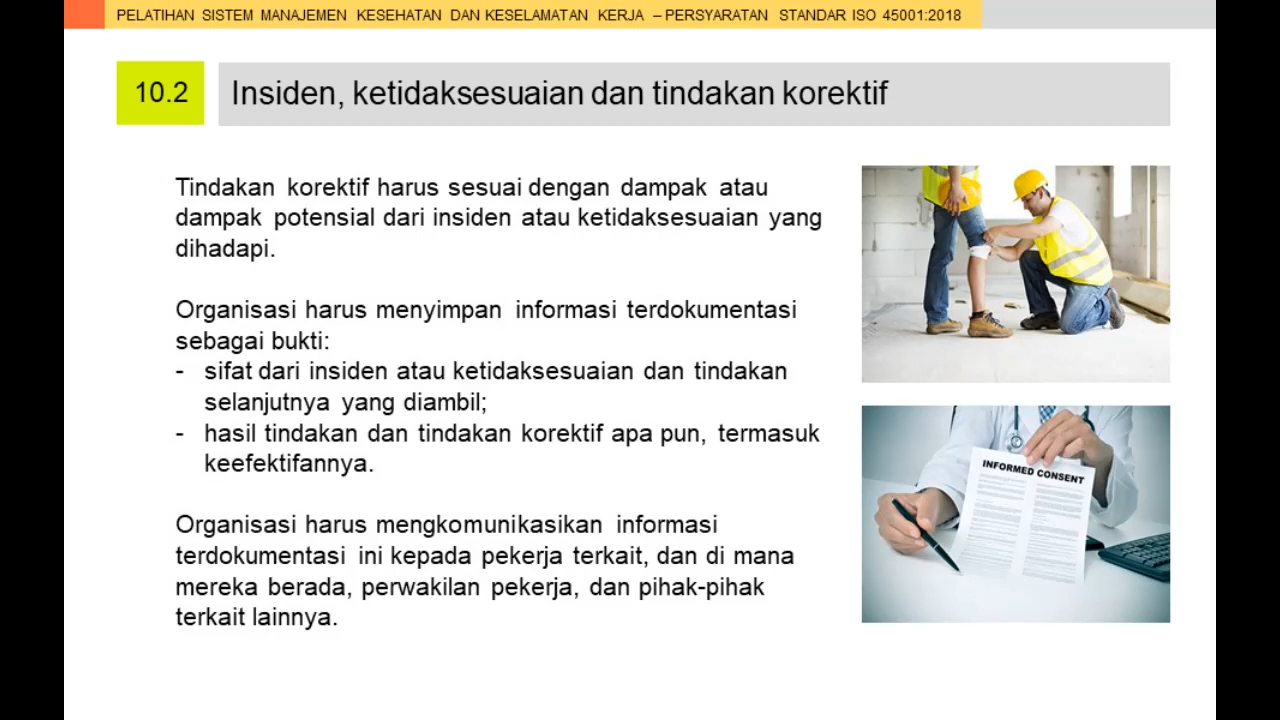 PELATIHAN SISTEM MANAJEMEN KESEHATAN DAN KESELAMATAN KERJA – PERSYARATAN STANDAR ISO 45001:2018
10.2
Insiden, ketidaksesuaian dan tindakan korektif
Tindakan korektif harus sesuai dengan dampak atau
dampak potensial dari insiden atau ketidaksesuaian yang
dihadapi.
Organisasi harus menyimpan informasi terdokumentasi
sebagai bukti:
- sifat dari insiden atau ketidaksesuaian dan tindakan
selanjutnya yang diambil;
- hasil tindakan dan tindakan korektif apa pun, termasuk
keefektifannya.
Organisasi harus mengkomunikasikan informasi
terdokumentasi ini kepada pekerja terkait, dan di mana
mereka berada, perwakilan pekerja, dan pihak-pihak
terkait lainnya.
INFORMED CONSENT